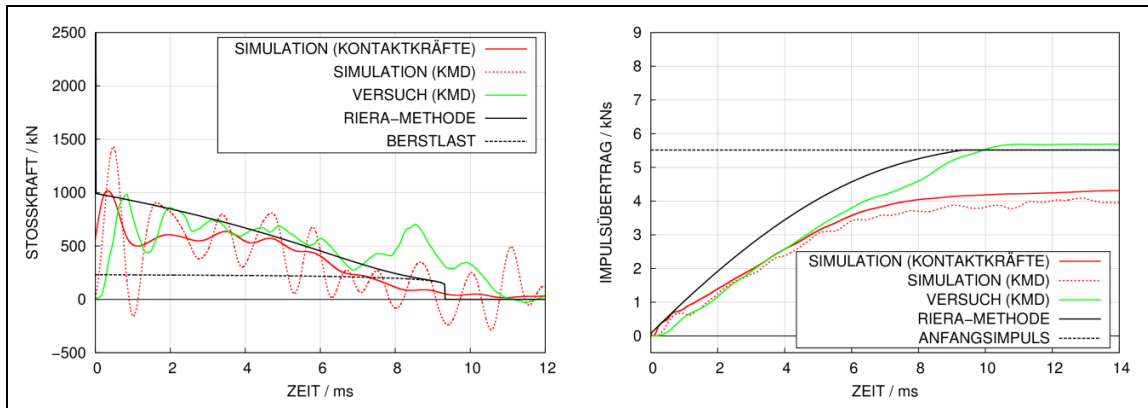 2500
2000
1500
1000
500
0
−500
STOSSKRAFT / kN
SIMULATION (KONTAKTKRÄFTE)
SIMULATION (KMD)
VERSUCH (KMD)
RIERA−METHODE
BERSTLAST
0 2 4 6 8 10 12
ZEIT / ms
9
8
7
6
5
4
3
2
1
0
IMPULSÜBERTRAG / kNs
SIMULATION (KONTAKTKRÄFTE)
SIMULATION (KMD)
VERSUCH (KMD)
RIERA−METHODE
ANFANGSIMPULS
0 2 4 6 8 10 12 14
ZEIT / ms